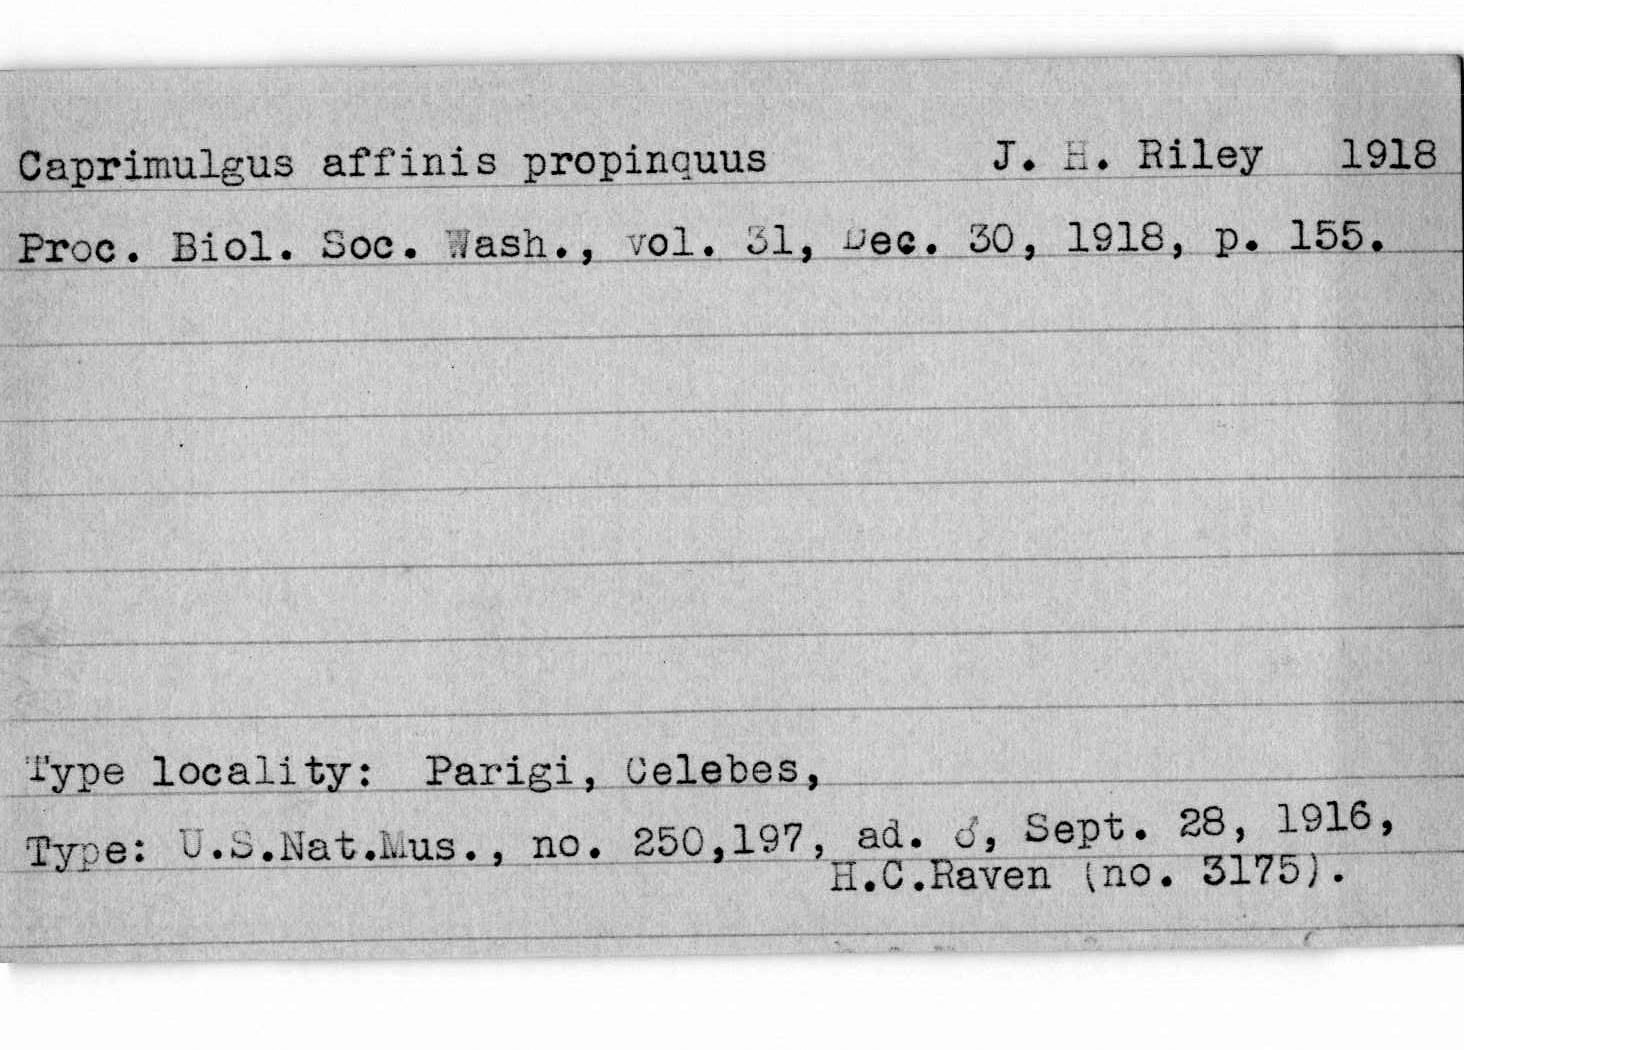 Caprimulgus affinis propinquus J. H. Riley 1918
Proc. Biol. Soc. Wash., vol. 31, Dec. 30, 1918, p. 155.
Type locality: Parigi, Celebes,
Type: U.S.Nat.Mus., no. 250,197, ad. ♂, Sept. 28, 1916,
H.C.Raven (no. 3175).